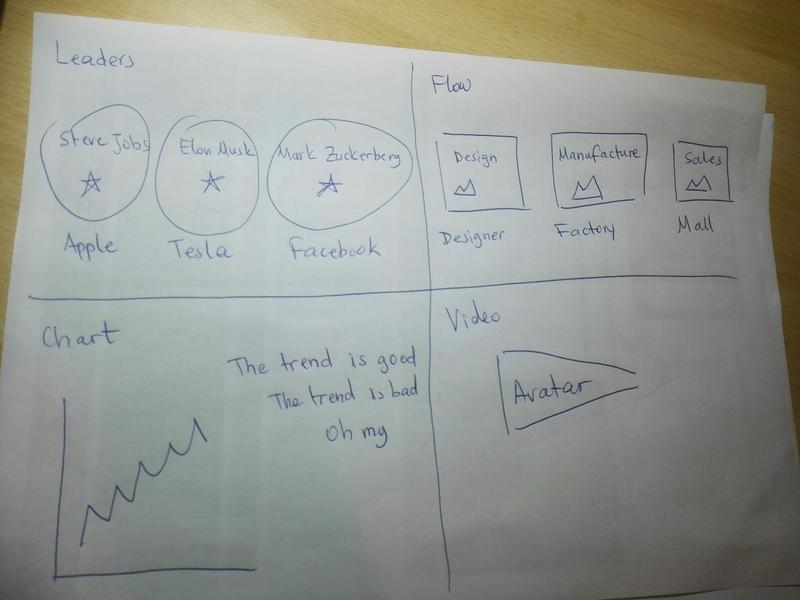 Leaders
Steve Jobs
Elon Musk
Mark Zuckerberg
Apple
Tesla
Facebook
Flow
Design
Manufacture
Sales
Designer
Factory
Mall
Chart
The trend is good
The trend is bad
Oh my
Video
Avatar